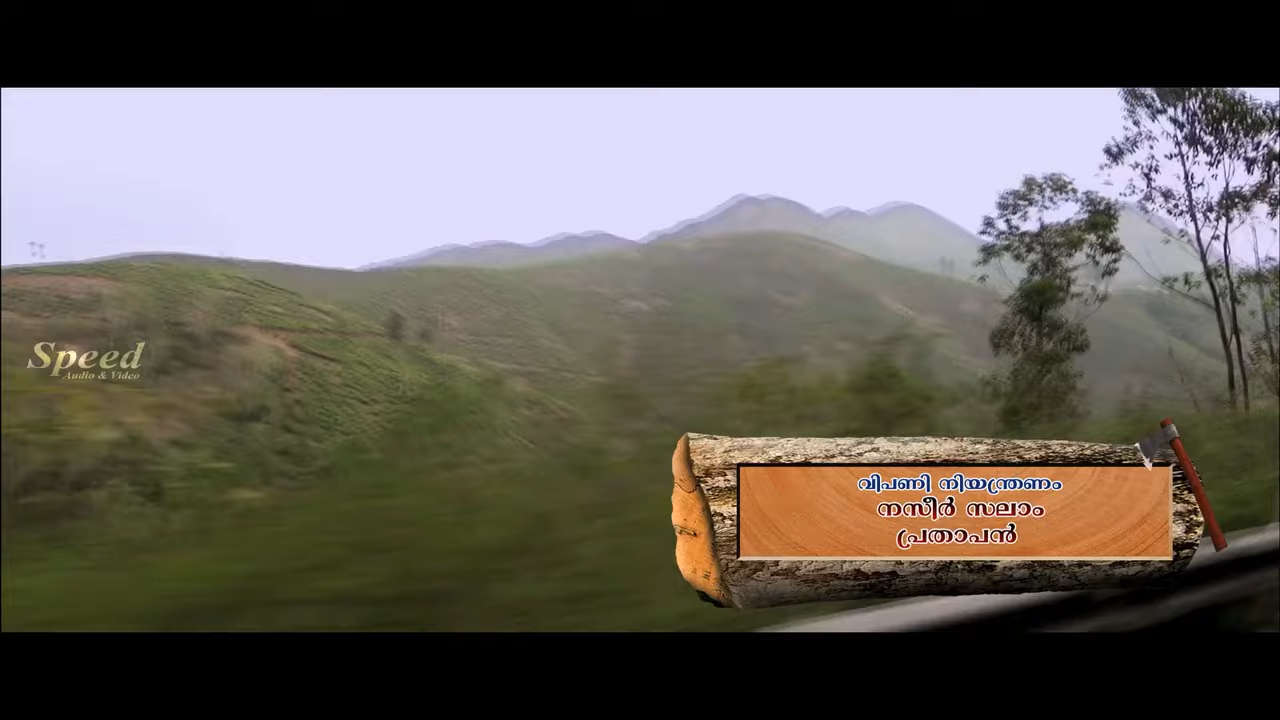 Speed
Audio & Video
വിപണി നിയന്ത്രണം
നസീർ സലാം
പ്രതാപൻ